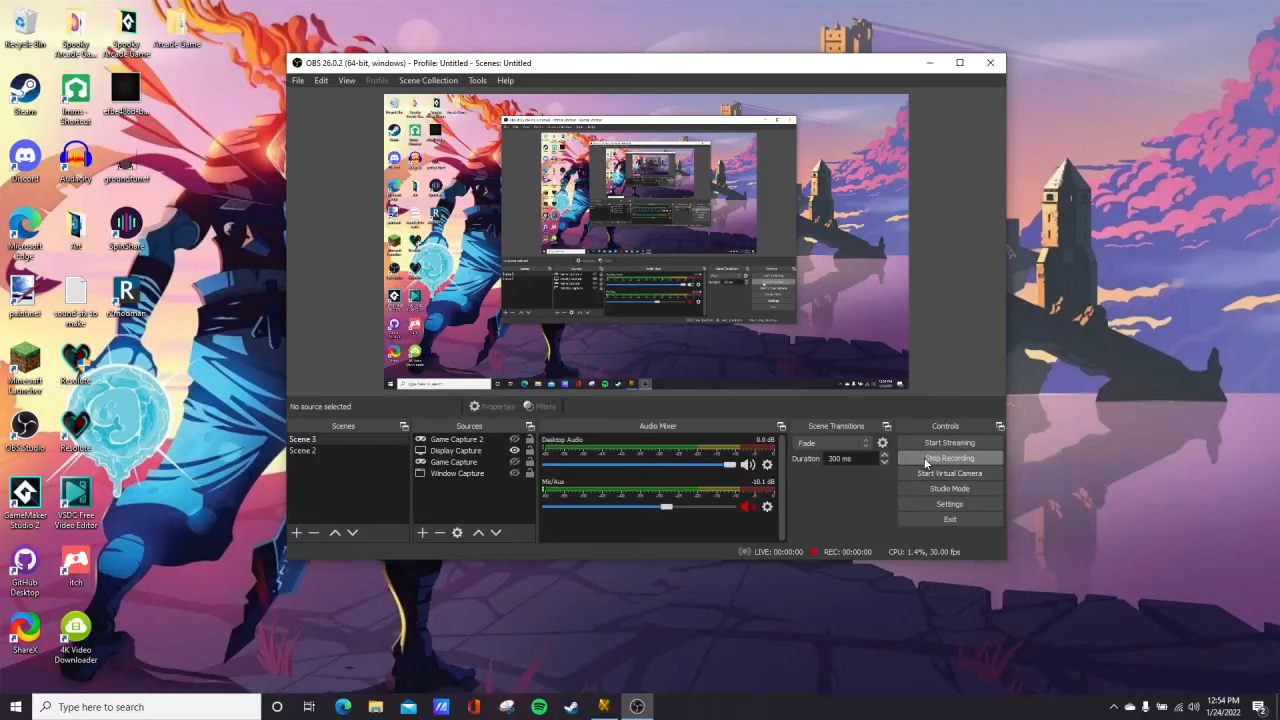 Recycle Bin
Spooky Arcade Ga...
Spooky Arcade Game
Arcade Game
Steam
lmms - Shortcut
Discord
Audacity
Microsoft Edge
Art
SpinShare
paintanet
sound sfx to make
r2modman
Minecraft Launcher
Resolute
OBS Studio
Resolute
GameMaker Studio 2
VSDC Free Video Editor
GitHub Desktop
itch
ShareX
4K Video Downloader
OBS 26.0.2 (64-bit, windows) - Profile: Untitled - Scenes: Untitled
File Edit View Profile Scene Collection Tools Help
No source selected
Properties
Filters
Scenes
Scene 3
Scene 2
Sources
Game Capture 2
Display Capture
Game Capture
Window Capture
Audio Mixer
Desktop Audio 0.0 dB
Mic/Aux -10.1 dB
Scene Transitions
Fade
Duration 300 ms
Controls
Start Streaming
Stop Recording
Start Virtual Camera
Studio Mode
Settings
Exit
LIVE: 00:00:00 REC: 00:00:00 CPU: 1.4%, 30.00 fps
Type here to search
12:54 PM
1/24/2022
2